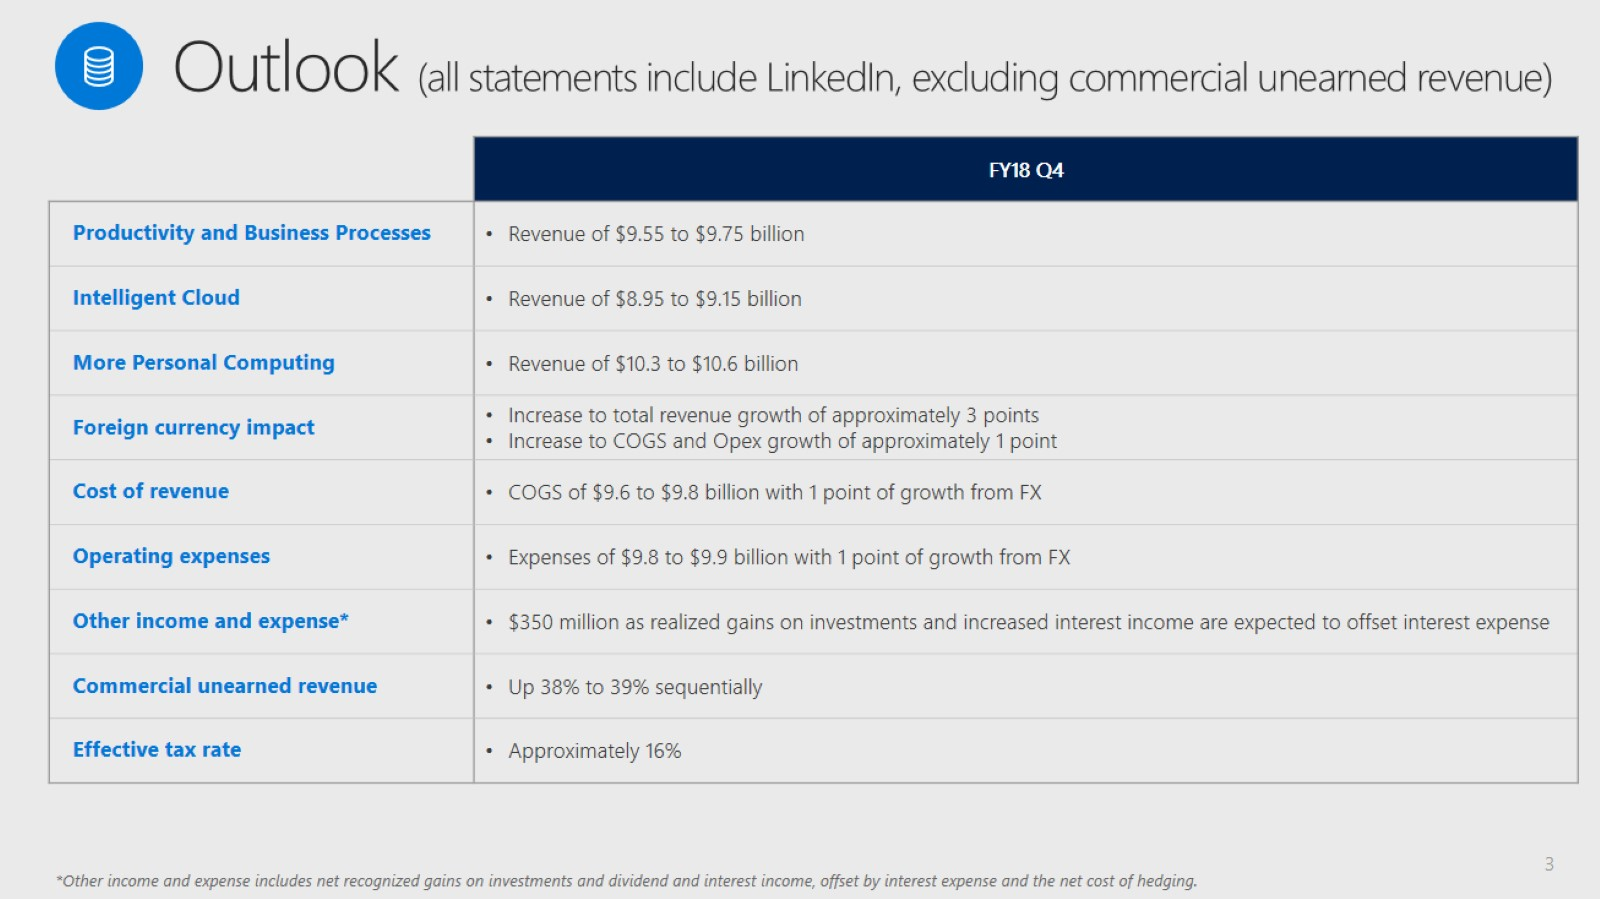 Outlook (all statements include LinkedIn, excluding commercial unearned revenue)
FY18 Q4
Productivity and Business Processes
• Revenue of $9.55 to $9.75 billion
Intelligent Cloud
• Revenue of $8.95 to $9.15 billion
More Personal Computing
• Revenue of $10.3 to $10.6 billion
Foreign currency impact
• Increase to total revenue growth of approximately 3 points
• Increase to COGS and Opex growth of approximately 1 point
Cost of revenue
• COGS of $9.6 to $9.8 billion with 1 point of growth from FX
Operating expenses
• Expenses of $9.8 to $9.9 billion with 1 point of growth from FX
Other income and expense*
• $350 million as realized gains on investments and increased interest income are expected to offset interest expense
Commercial unearned revenue
• Up 38% to 39% sequentially
Effective tax rate
• Approximately 16%
3
*Other income and expense includes net recognized gains on investments and dividend and interest income, offset by interest expense and the net cost of hedging.